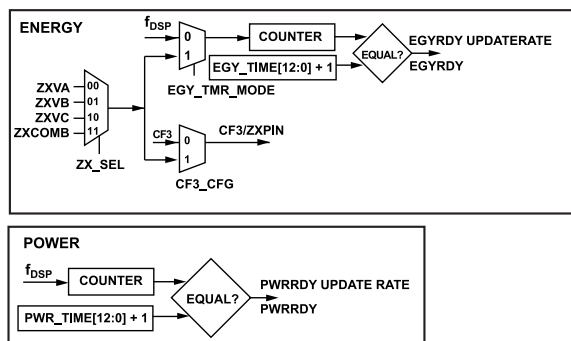 ENERGY
fDSP
0
1
COUNTER
EGY_TIME[12:0] + 1
EQUAL?
EGYRDY UPDATERATE
EGYRDY
EGY_TMR_MODE
ZXVA
ZXVB
ZXVC
ZXCOMB
00
01
10
11
ZX_SEL
CF3
0
1
CF3/ZXPIN
CF3_CFG
POWER
fDSP
COUNTER
PWR_TIME[12:0] + 1
EQUAL?
PWRRDY UPDATE RATE
PWRRDY